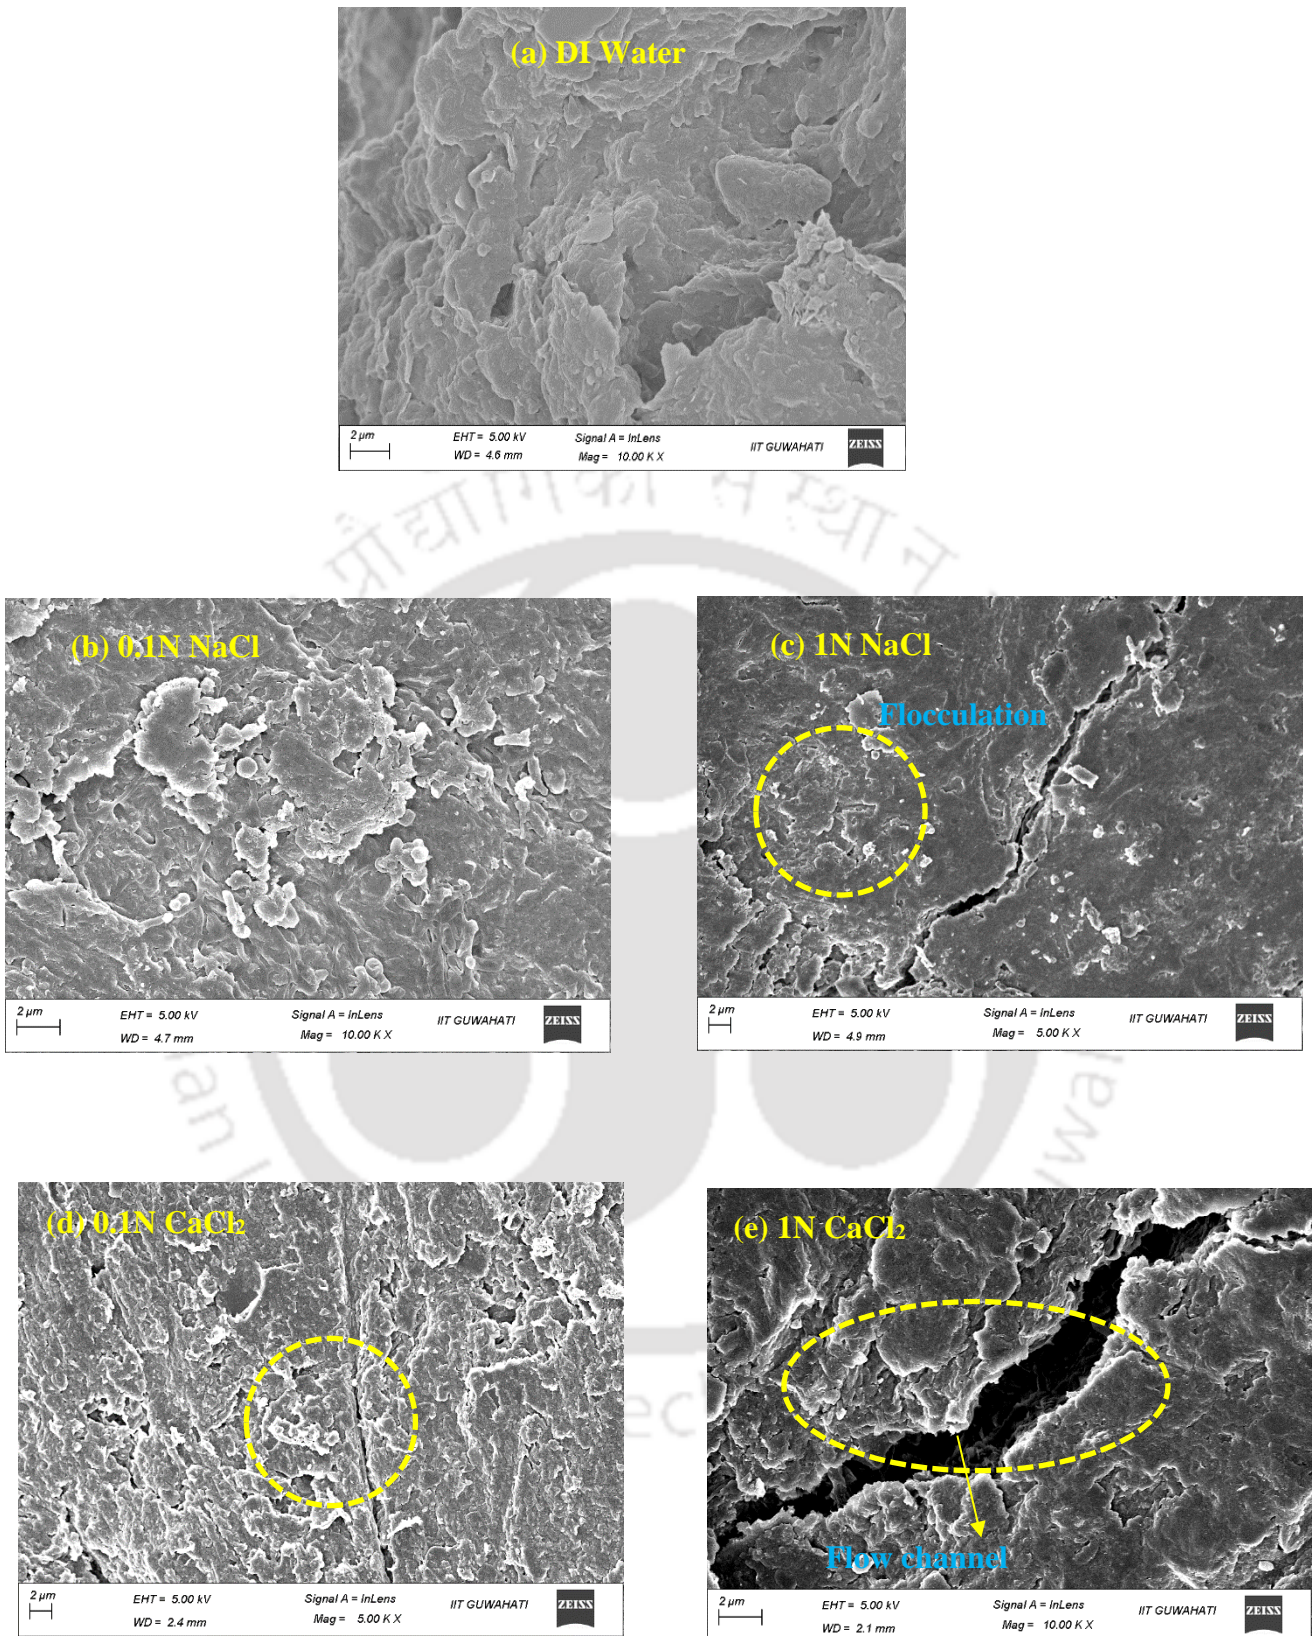 (a) DI Water
2 µm
EHT = 5.00 kV
Signal A = InLens
WD = 4.6 mm
Mag = 10.00 K X
IIT GUWAHATI
ZEISS
(b) 0.1N NaCl
2 µm
EHT = 5.00 kV
Signal A = InLens
WD = 4.7 mm
Mag = 10.00 K X
IIT GUWAHATI
ZEISS
(c) 1N NaCl
Flocculation
2 µm
EHT = 5.00 kV
Signal A = InLens
WD = 4.9 mm
Mag = 5.00 K X
IIT GUWAHATI
ZEISS
(d) 0.1N CaCl₂
2 µm
EHT = 5.00 kV
Signal A = InLens
WD = 2.4 mm
Mag = 5.00 K X
IIT GUWAHATI
ZEISS
(e) 1N CaCl₂
Flow channel
2 µm
EHT = 5.00 kV
Signal A = InLens
WD = 2.1 mm
Mag = 10.00 K X
IIT GUWAHATI
ZEISS